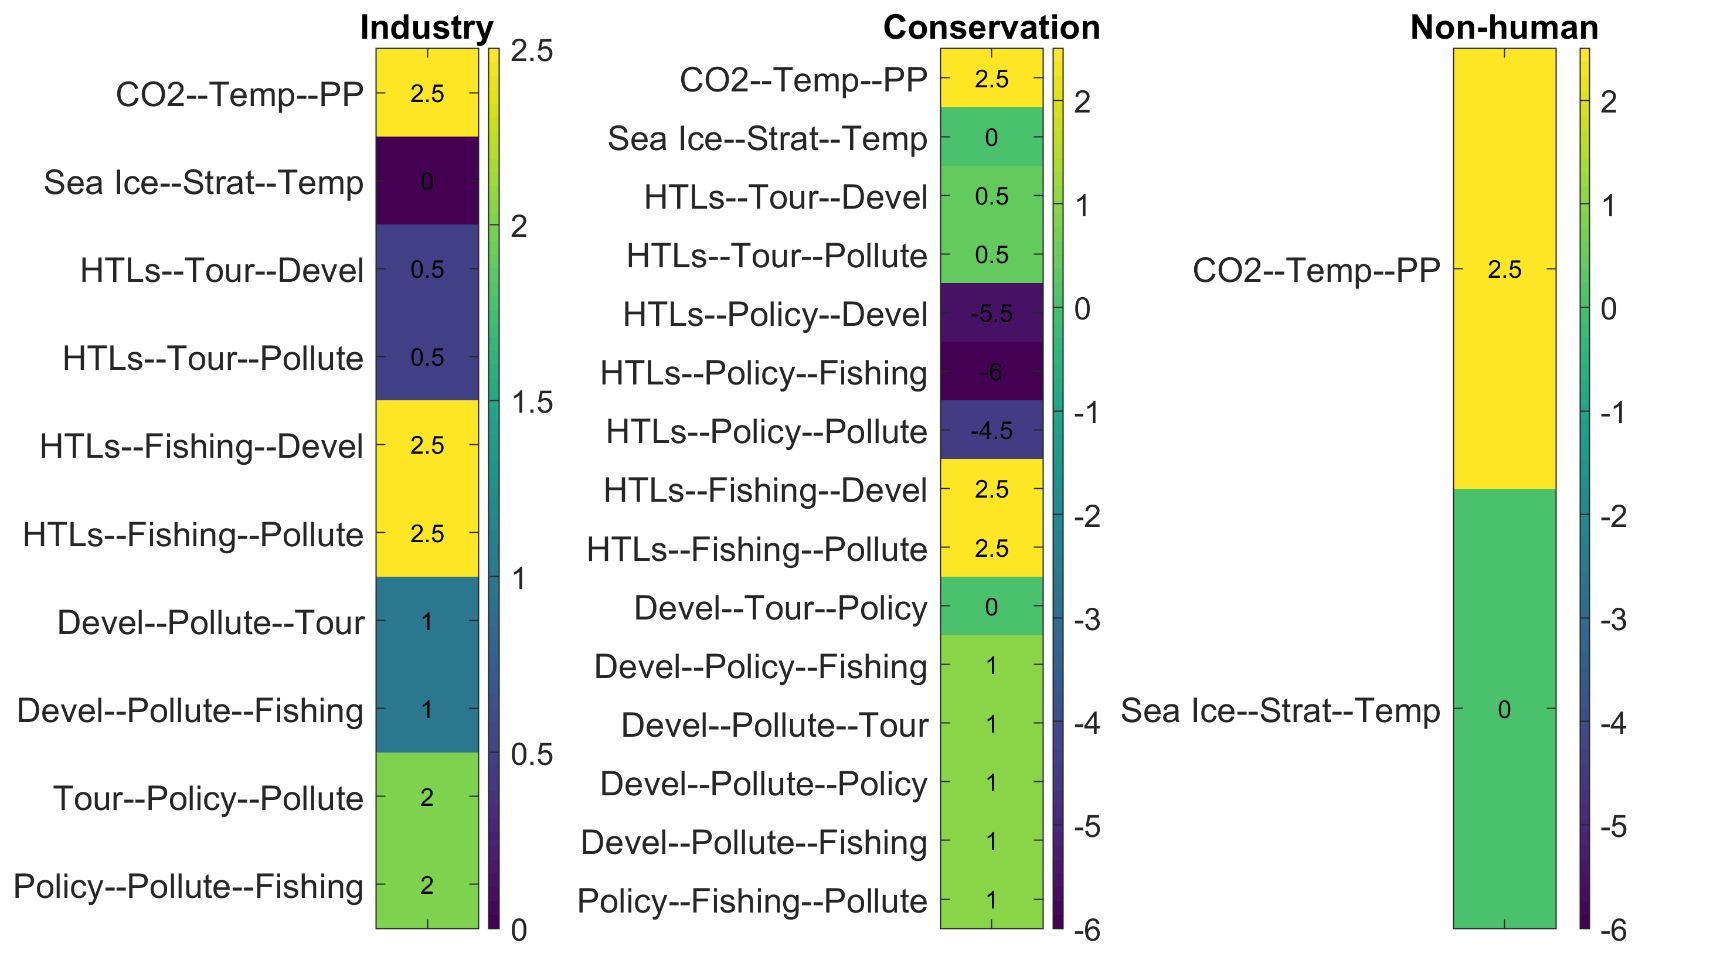 Industry
CO2--Temp--PP 2.5
Sea Ice--Strat--Temp 0
HTLs--Tour--Devel 0.5
HTLs--Tour--Pollute 0.5
HTLs--Fishing--Devel 2.5
HTLs--Fishing--Pollute 2.5
Devel--Pollute--Tour 1
Devel--Pollute--Fishing 1
Tour--Policy--Pollute 2
Policy--Pollute--Fishing 2
2.5
2
1.5
1
0.5
0
Conservation
CO2--Temp--PP 2.5
Sea Ice--Strat--Temp 0
HTLs--Tour--Devel 0.5
HTLs--Tour--Pollute 0.5
HTLs--Policy--Devel -5.5
HTLs--Policy--Fishing -6
HTLs--Policy--Pollute -4.5
HTLs--Fishing--Devel 2.5
HTLs--Fishing--Pollute 2.5
Devel--Tour--Policy 0
Devel--Policy--Fishing 1
Devel--Pollute--Tour 1
Devel--Pollute--Policy 1
Devel--Pollute--Fishing 1
Policy--Fishing--Pollute 1
2
1
0
-1
-2
-3
-4
-5
-6
Non-human
CO2--Temp--PP 2.5
Sea Ice--Strat--Temp 0
2
1
0
-1
-2
-3
-4
-5
-6